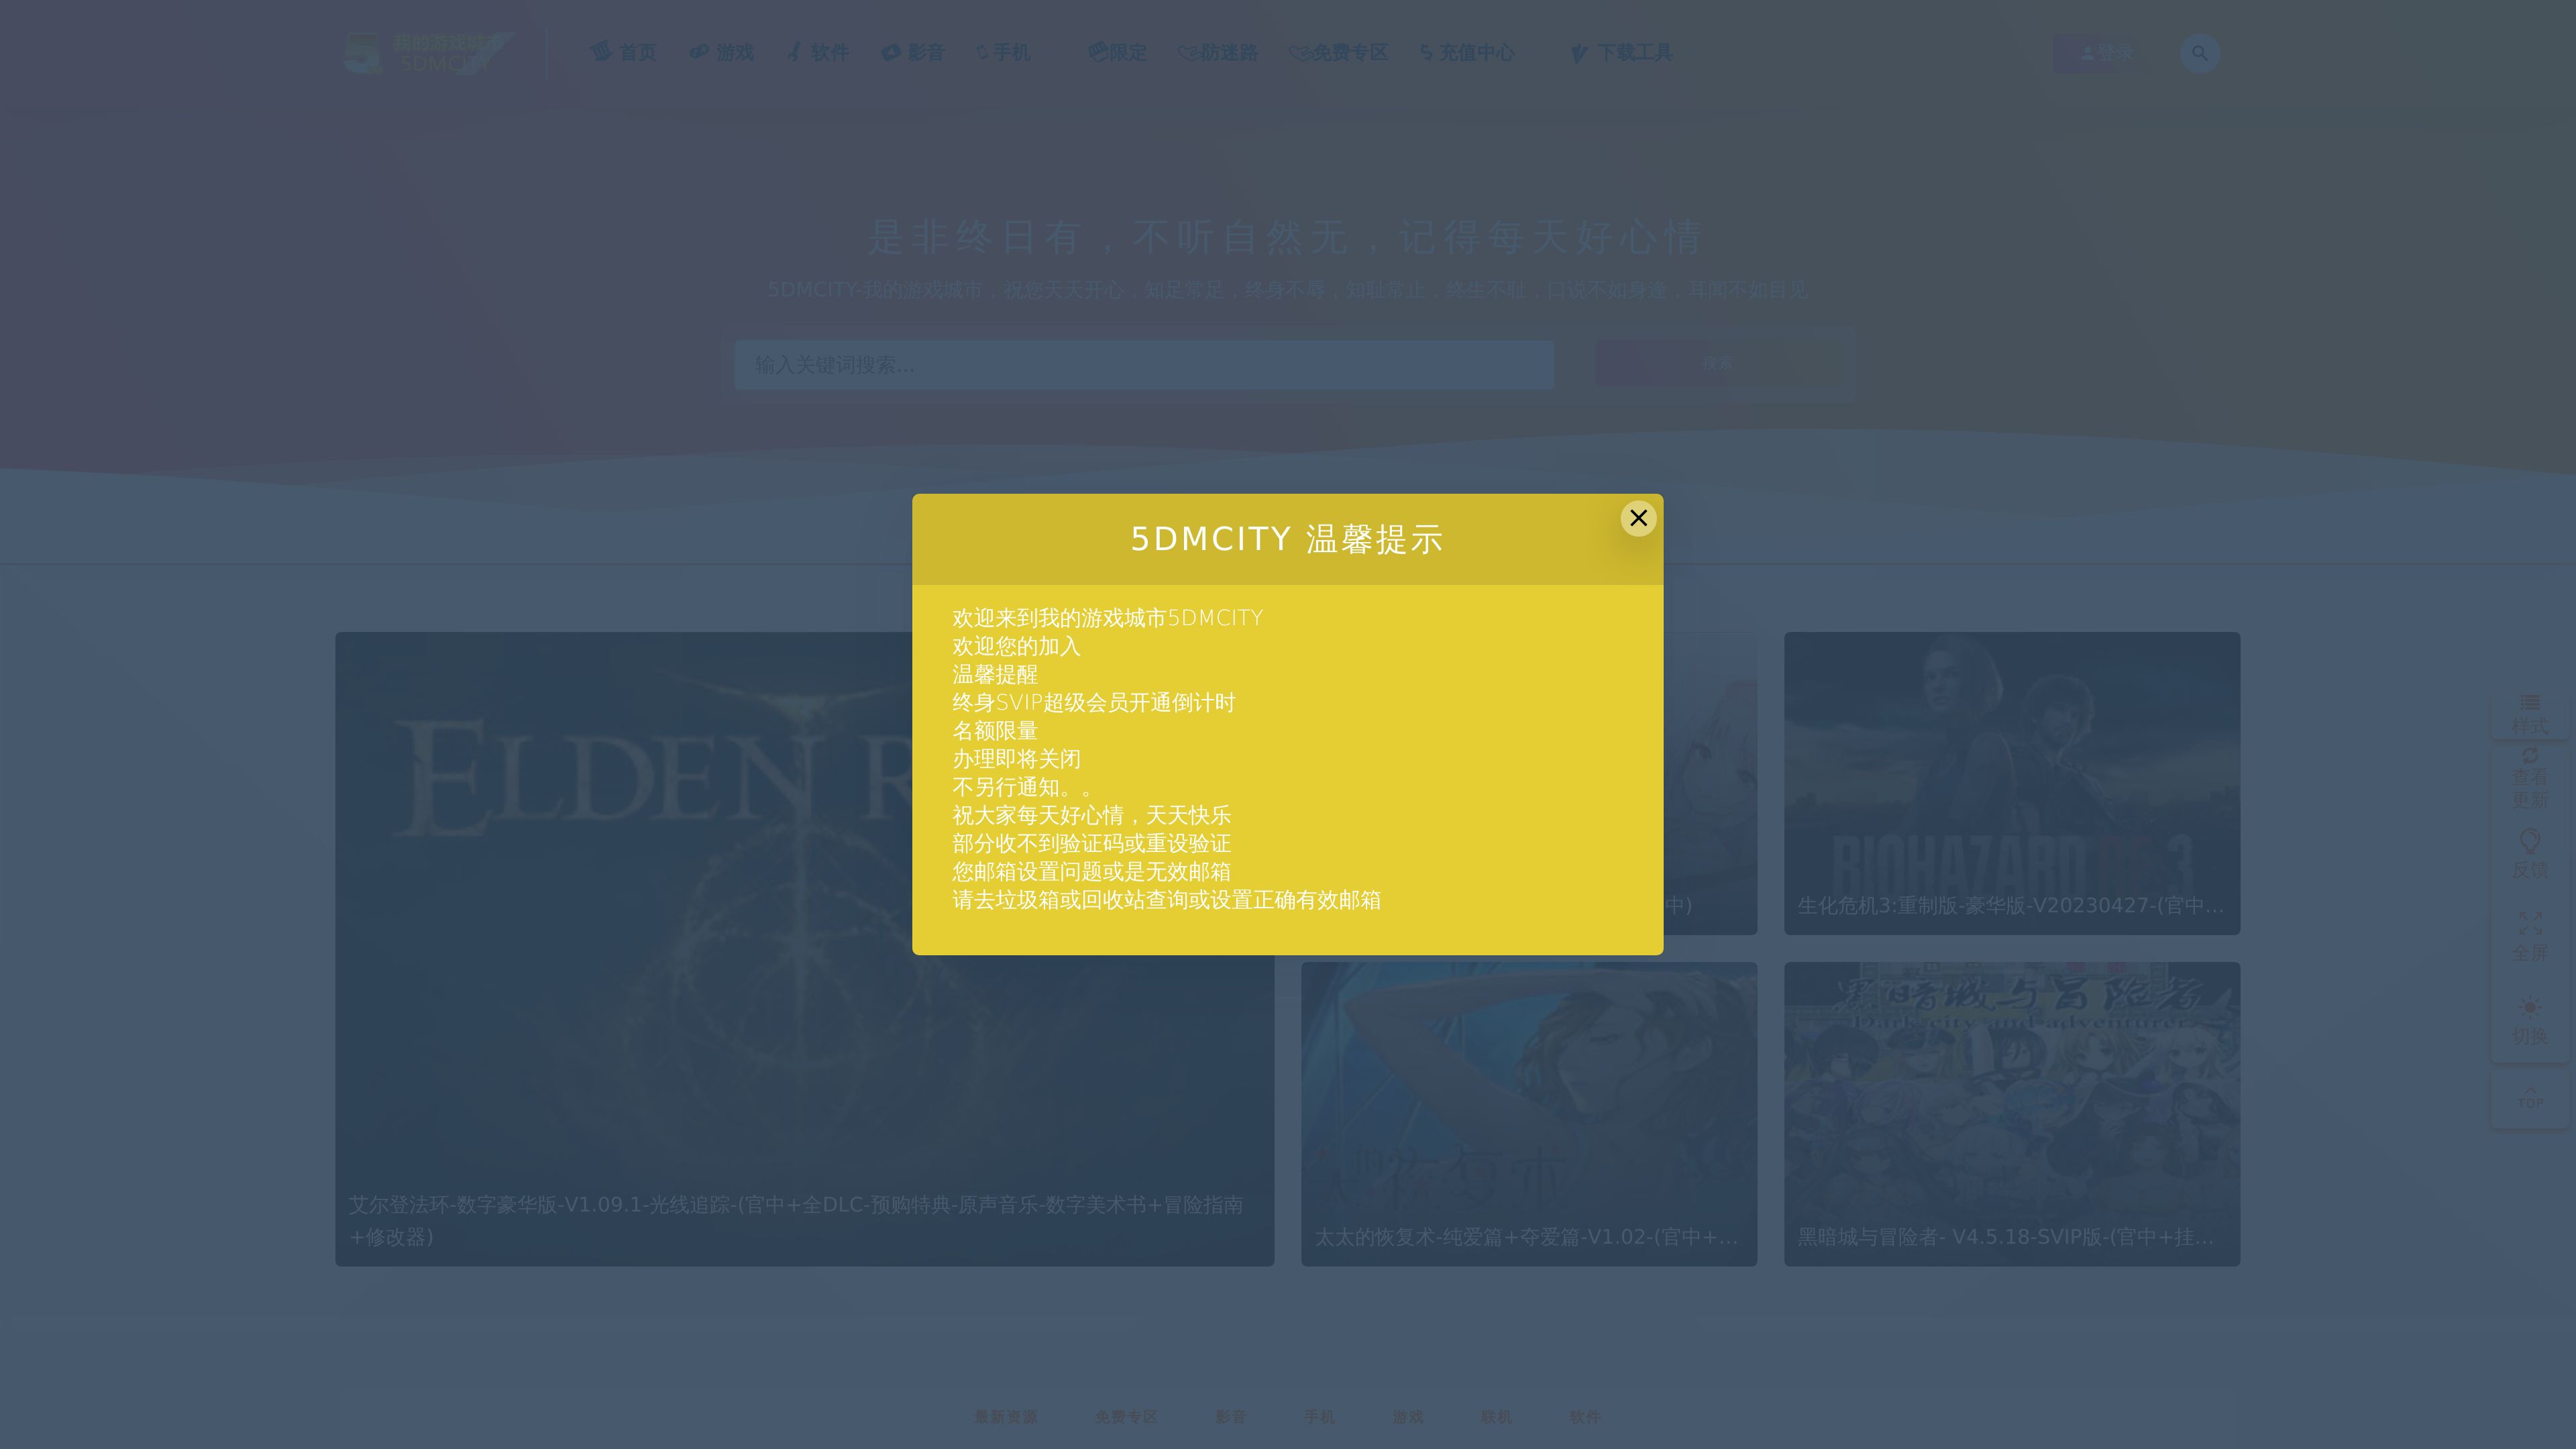 我的游戏城市
5DMCITY
首页 游戏 软件 影音 手机 限定 防迷路 免费专区 充值中心 下载工具
登录
是非终日有，不听自然无，记得每天好心情
5DMCITY-我的游戏城市，祝您天天开心，知足常足，终身不辱，知耻常止，终生不耻，口说不如身逢，耳闻不如目见
输入关键词搜索...
搜索
5DMCITY 温馨提示
欢迎来到我的游戏城市5DMCITY
欢迎您的加入
温馨提醒
终身SVIP超级会员开通倒计时
名额限量
办理即将关闭
不另行通知。。
祝大家每天好心情，天天快乐
部分收不到验证码或重设验证
您邮箱设置问题或是无效邮箱
请去垃圾箱或回收站查询或设置正确有效邮箱
ELDEN R
艾尔登法环-数字豪华版-V1.09.1-光线追踪-(官中+全DLC-预购特典-原声音乐-数字美术书+冒险指南
+修改器)
中)
BIOHAZARD 3
生化危机3:重制版-豪华版-V20230427-(官中...
太太的恢复术-纯爱篇+夺爱篇-V1.02-(官中+...
黑暗城与冒险者
Dark city and adventurer
黑暗城与冒险者- V4.5.18-SVIP版-(官中+挂...
样式
查看
更新
反馈
全屏
切换
TOP
最新资源 免费专区 影音 手机 游戏 联机 软件